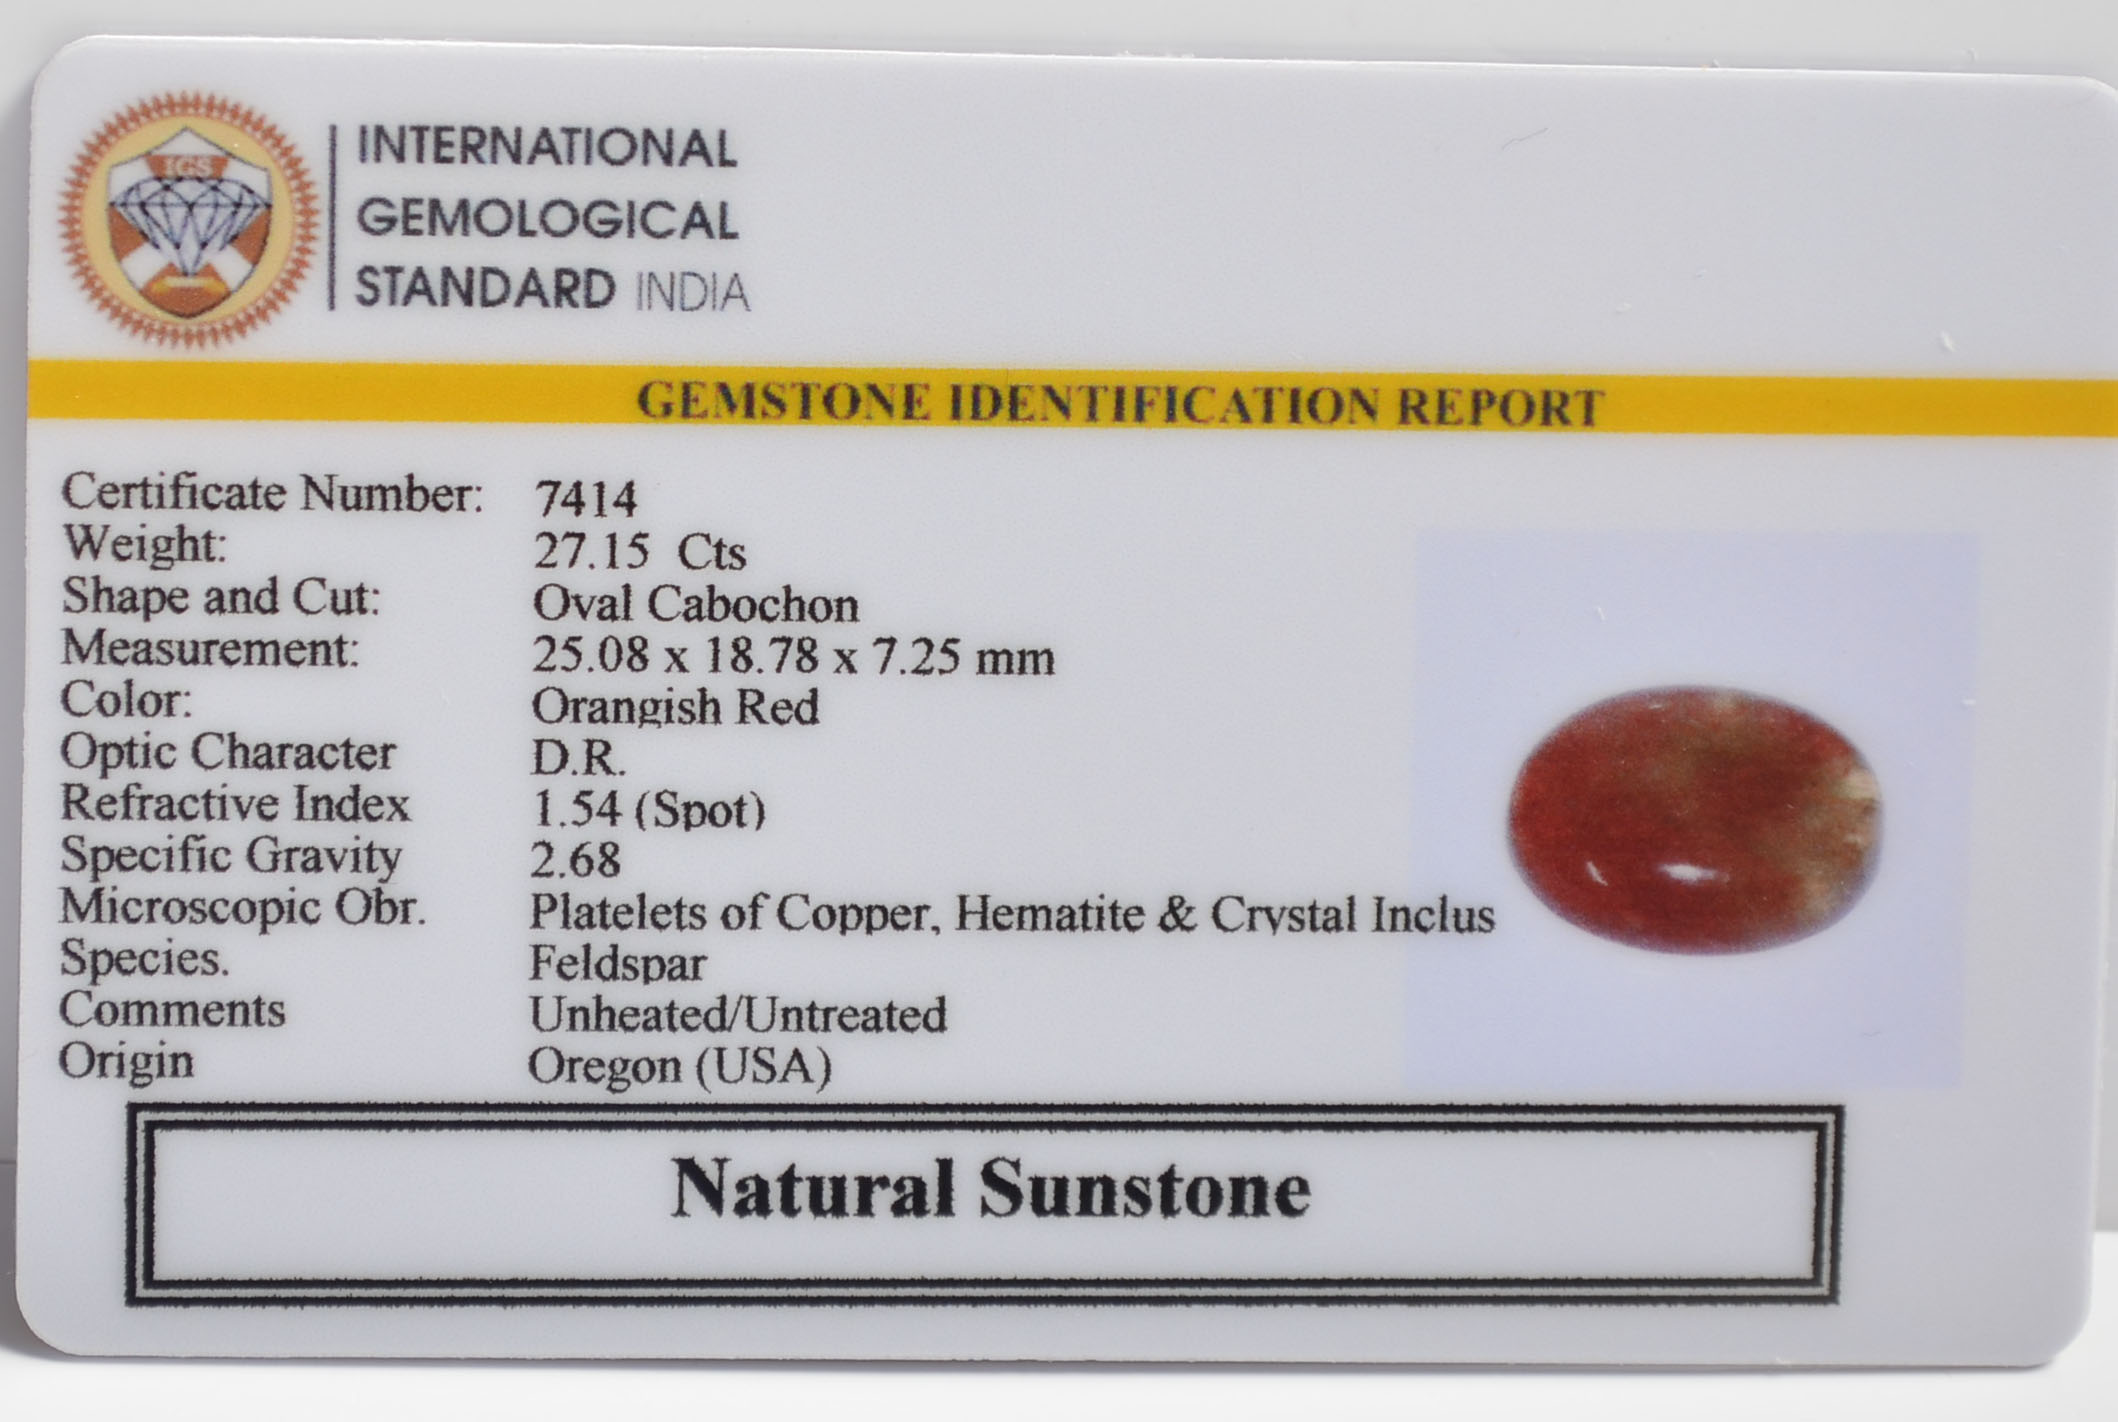 IGS
INTERNATIONAL
GEMOLOGICAL
STANDARD INDIA
GEMSTONE IDENTIFICATION REPORT
Certificate Number: 7414
Weight: 27.15 Cts
Shape and Cut: Oval Cabochon
Measurement: 25.08 x 18.78 x 7.25 mm
Color: Orangish Red
Optic Character D.R.
Refractive Index 1.54 (Spot)
Specific Gravity 2.68
Microscopic Obr. Platelets of Copper, Hematite & Crystal Inclus
Species. Feldspar
Comments Unheated/Untreated
Origin Oregon (USA)
Natural Sunstone